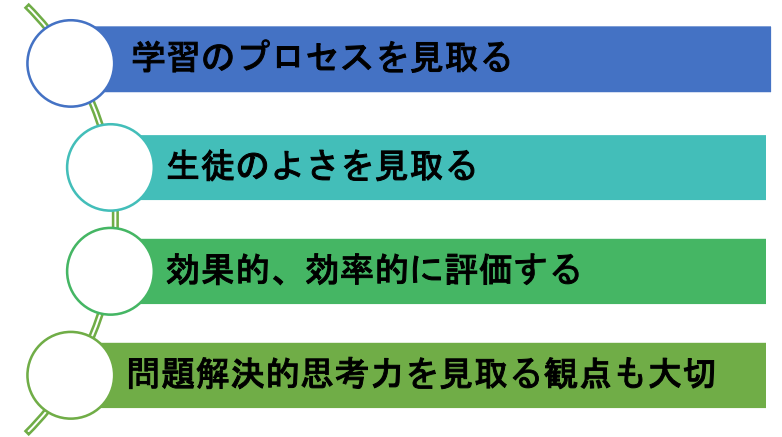 学習のプロセスを見取る
生徒のよさを見取る
効果的、効率的に評価する
問題解決的思考力を見取る観点も大切